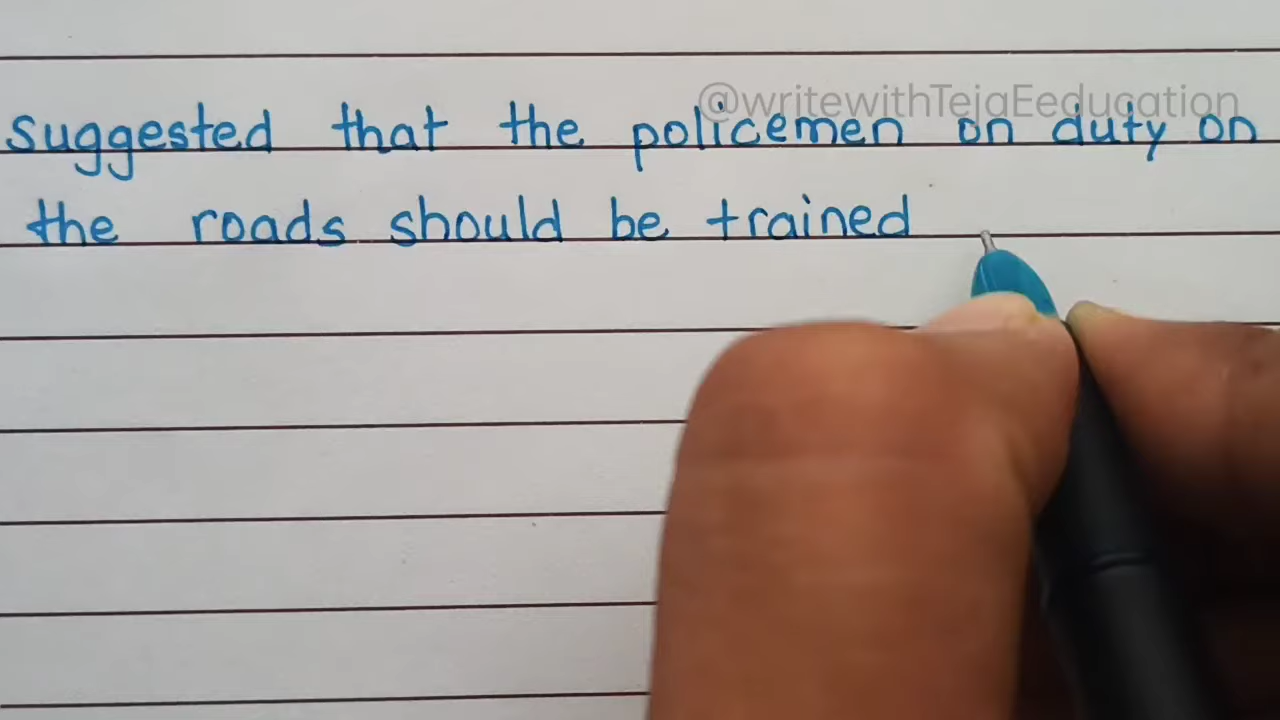 @writewithTejaEeducation
suggested that the policemen on duty on
the roads should be trained